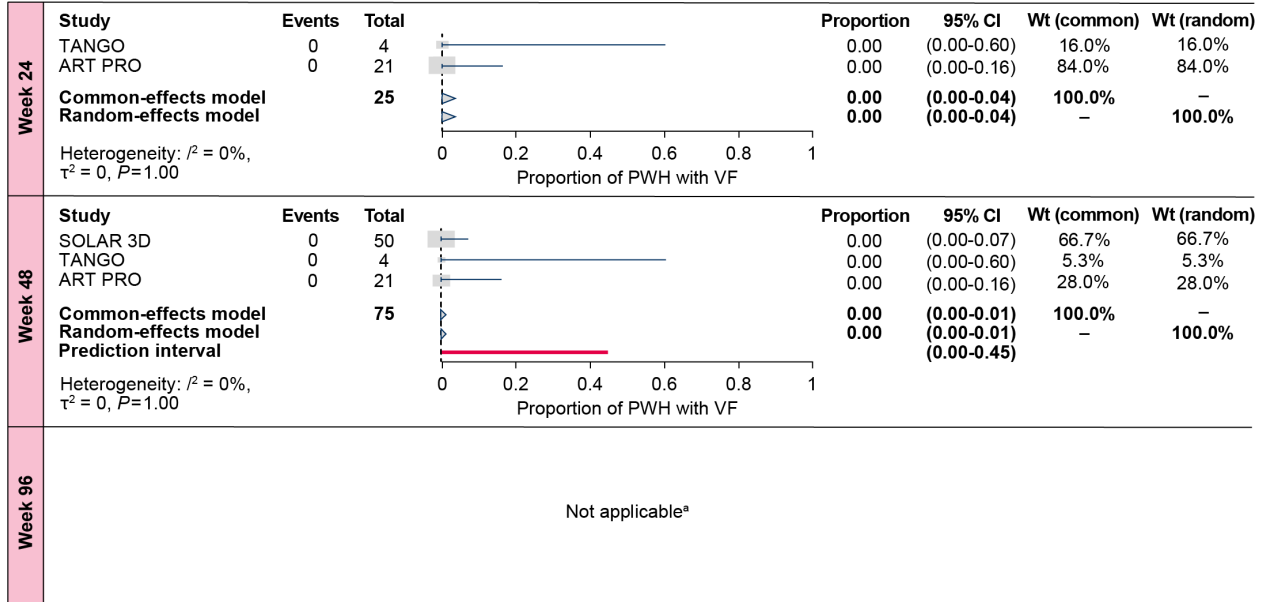 Week 24
Study Events Total Proportion 95% CI Wt (common) Wt (random)
TANGO 0 4 0.00 (0.00-0.60) 16.0% 16.0%
ART PRO 0 21 0.00 (0.00-0.16) 84.0% 84.0%
Common-effects model 25 0.00 (0.00-0.04) 100.0% –
Random-effects model 0.00 (0.00-0.04) – 100.0%
Heterogeneity: I² = 0%,
τ² = 0, P=1.00
0 0.2 0.4 0.6 0.8 1
Proportion of PWH with VF
Week 48
Study Events Total Proportion 95% CI Wt (common) Wt (random)
SOLAR 3D 0 50 0.00 (0.00-0.07) 66.7% 66.7%
TANGO 0 4 0.00 (0.00-0.60) 5.3% 5.3%
ART PRO 0 21 0.00 (0.00-0.16) 28.0% 28.0%
Common-effects model 75 0.00 (0.00-0.01) 100.0% –
Random-effects model 0.00 (0.00-0.01) – 100.0%
Prediction interval (0.00-0.45)
Heterogeneity: I² = 0%,
τ² = 0, P=1.00
0 0.2 0.4 0.6 0.8 1
Proportion of PWH with VF
Week 96
Not applicableᵃ